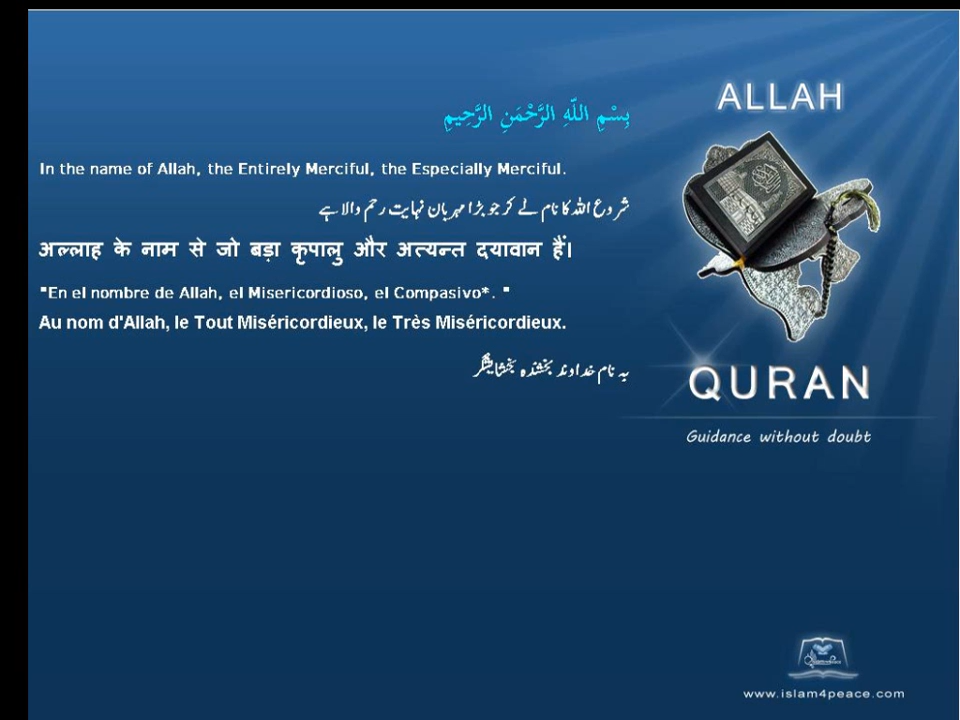 بِسْمِ اللّهِ الرَّحْمَنِ الرَّحِيمِ
In the name of Allah, the Entirely Merciful, the Especially Merciful.
شروع الله کا نام لے کر جو بڑا مہربان نہایت رحم والا ہے
अल्लाह के नाम से जो बड़ा कृपालु और अत्यन्त दयावान हैं।
"En el nombre de Allah, el Misericordioso, el Compasivo*. "
Au nom d'Allah, le Tout Miséricordieux, le Très Miséricordieux.
به نام خداوند بخشنده بخشایشگر
ALLAH
QURAN
Guidance without doubt
www.islam4peace.com